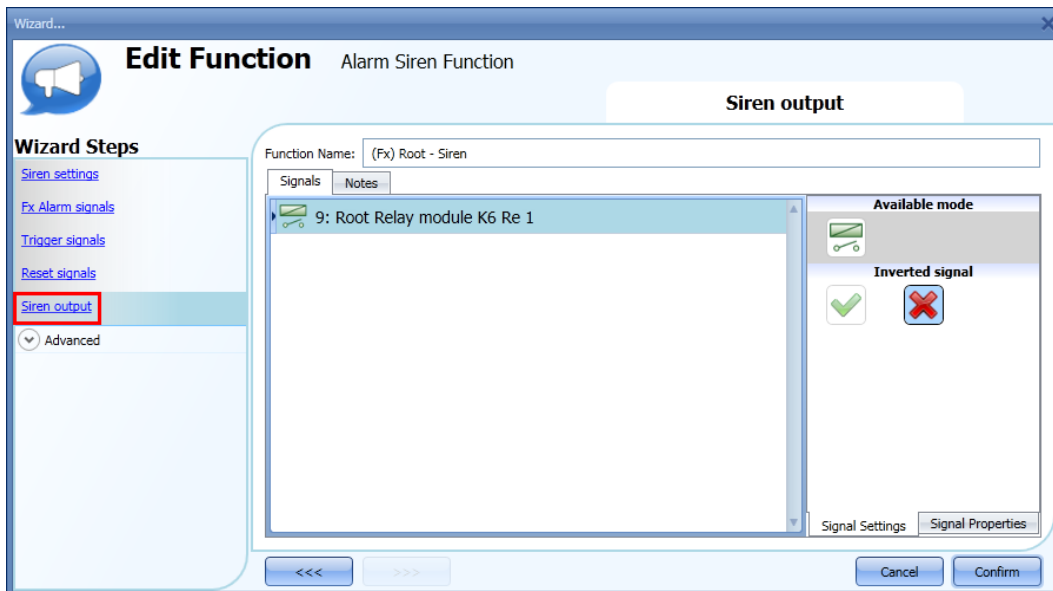 Wizard...
Edit Function Alarm Siren Function
Siren output
Wizard Steps
Siren settings
Fx Alarm signals
Trigger signals
Reset signals
Siren output
Advanced
Function Name: (Fx) Root - Siren
Signals Notes
9: Root Relay module K6 Re 1
Available mode
Inverted signal
Signal Settings Signal Properties
<<< >>> Cancel Confirm